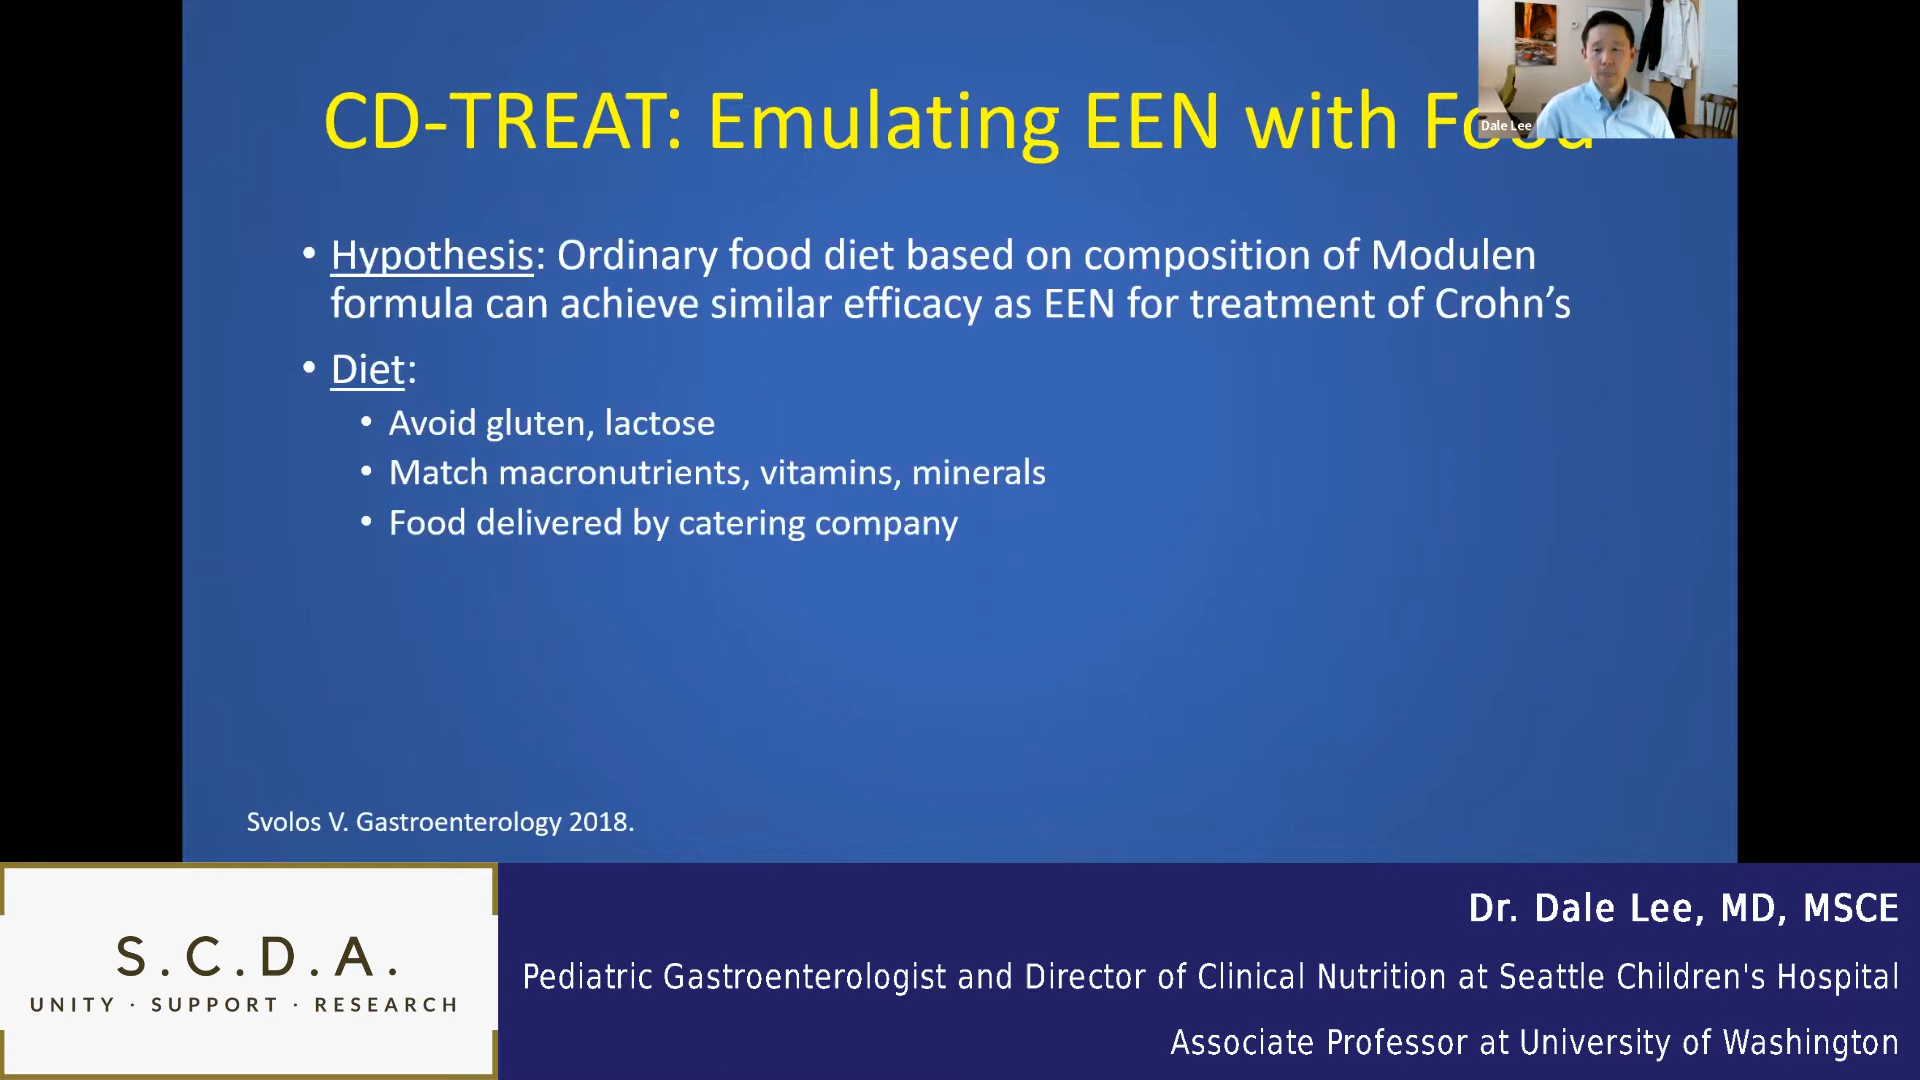 CD-TREAT: Emulating EEN with Food
Dale Lee
• Hypothesis: Ordinary food diet based on composition of Modulen
formula can achieve similar efficacy as EEN for treatment of Crohn’s
• Diet:
• Avoid gluten, lactose
• Match macronutrients, vitamins, minerals
• Food delivered by catering company
Svolos V. Gastroenterology 2018.
S.C.D.A.
UNITY · SUPPORT · RESEARCH
Dr. Dale Lee, MD, MSCE
Pediatric Gastroenterologist and Director of Clinical Nutrition at Seattle Children's Hospital
Associate Professor at University of Washington